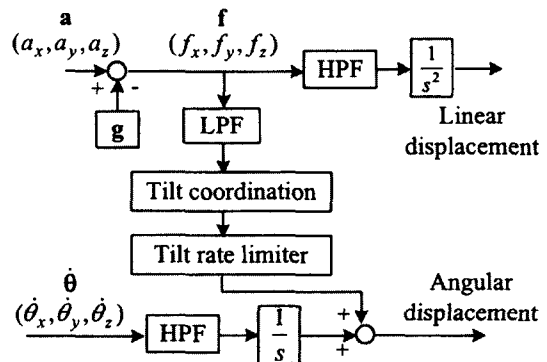 a
(a_x, a_y, a_z)
f
(f_x, f_y, f_z)
+
-
g
HPF
1
s²
Linear
displacement
LPF
Tilt coordination
Tilt rate limiter
θ̇
(θ̇_x, θ̇_y, θ̇_z)
HPF
1
s
+
+
Angular
displacement